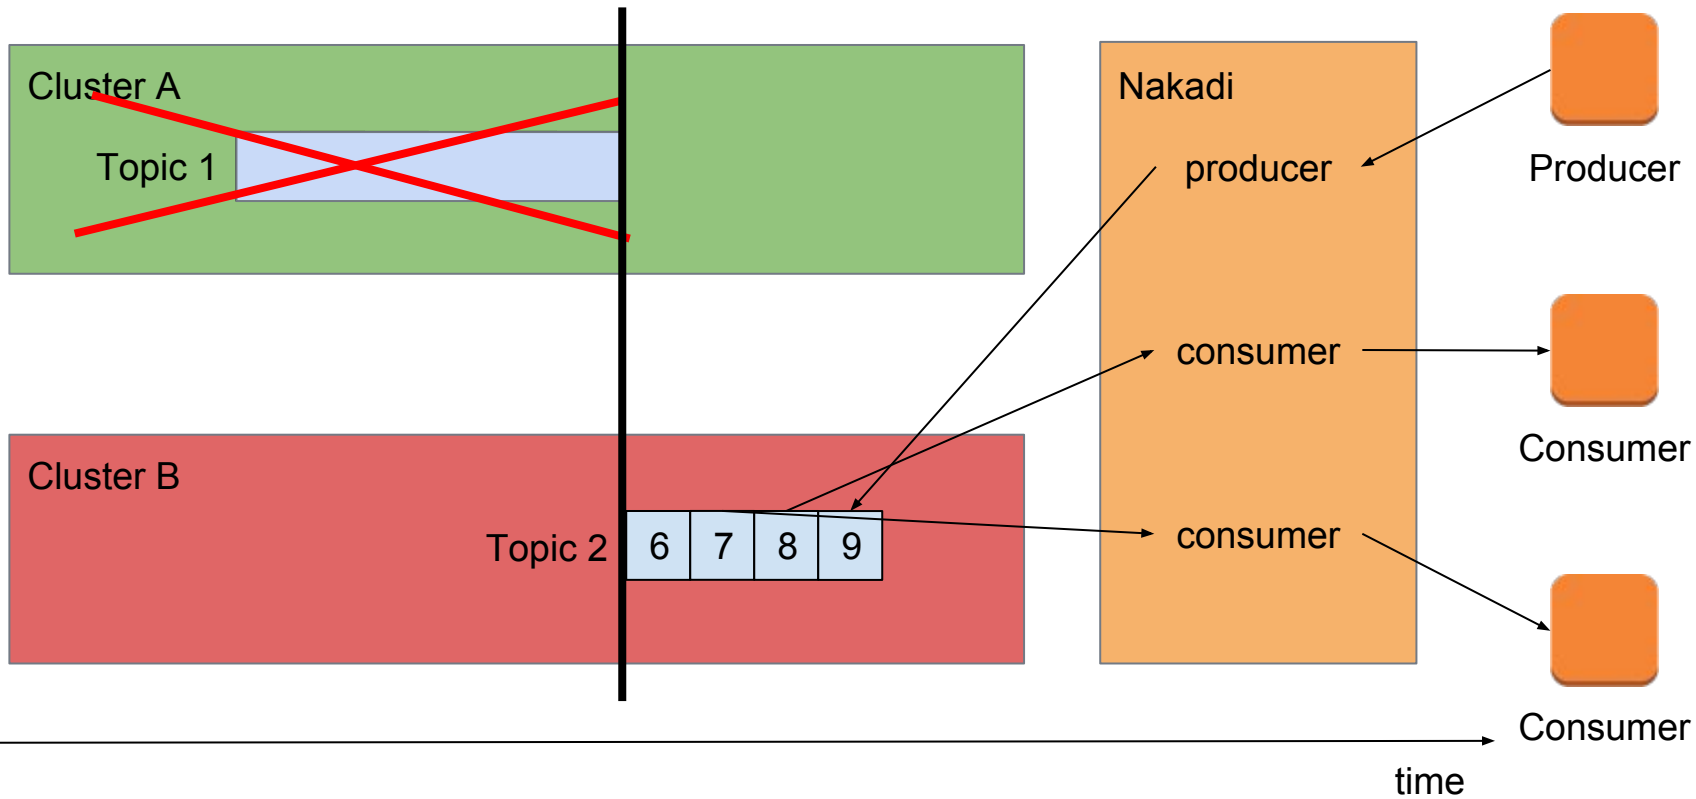 Cluster A
Topic 1
Nakadi
producer
Producer
consumer
Consumer
Cluster B
Topic 2
6 7 8 9
consumer
Consumer
time